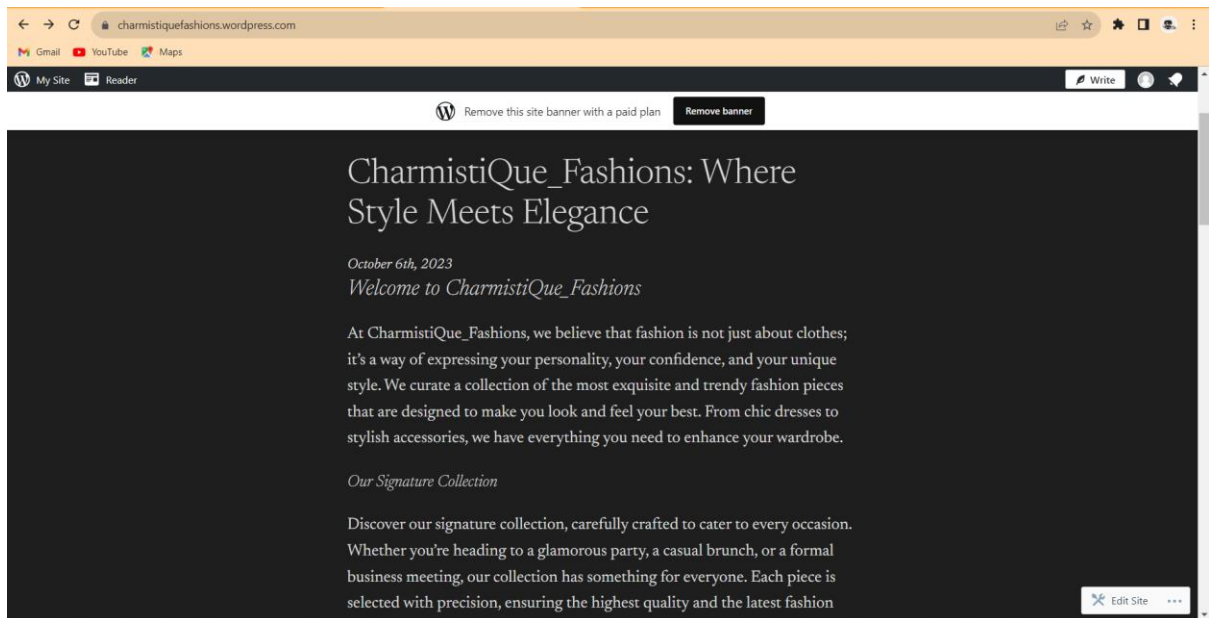 charmistiquefashions.wordpress.com
Gmail YouTube Maps
My Site Reader Write
Remove this site banner with a paid plan Remove banner
CharmistiQue_Fashions: Where
Style Meets Elegance
October 6th, 2023
Welcome to CharmistiQue_Fashions
At CharmistiQue_Fashions, we believe that fashion is not just about clothes;
it’s a way of expressing your personality, your confidence, and your unique
style. We curate a collection of the most exquisite and trendy fashion pieces
that are designed to make you look and feel your best. From chic dresses to
stylish accessories, we have everything you need to enhance your wardrobe.
Our Signature Collection
Discover our signature collection, carefully crafted to cater to every occasion.
Whether you’re heading to a glamorous party, a casual brunch, or a formal
business meeting, our collection has something for everyone. Each piece is
selected with precision, ensuring the highest quality and the latest fashion
Edit Site